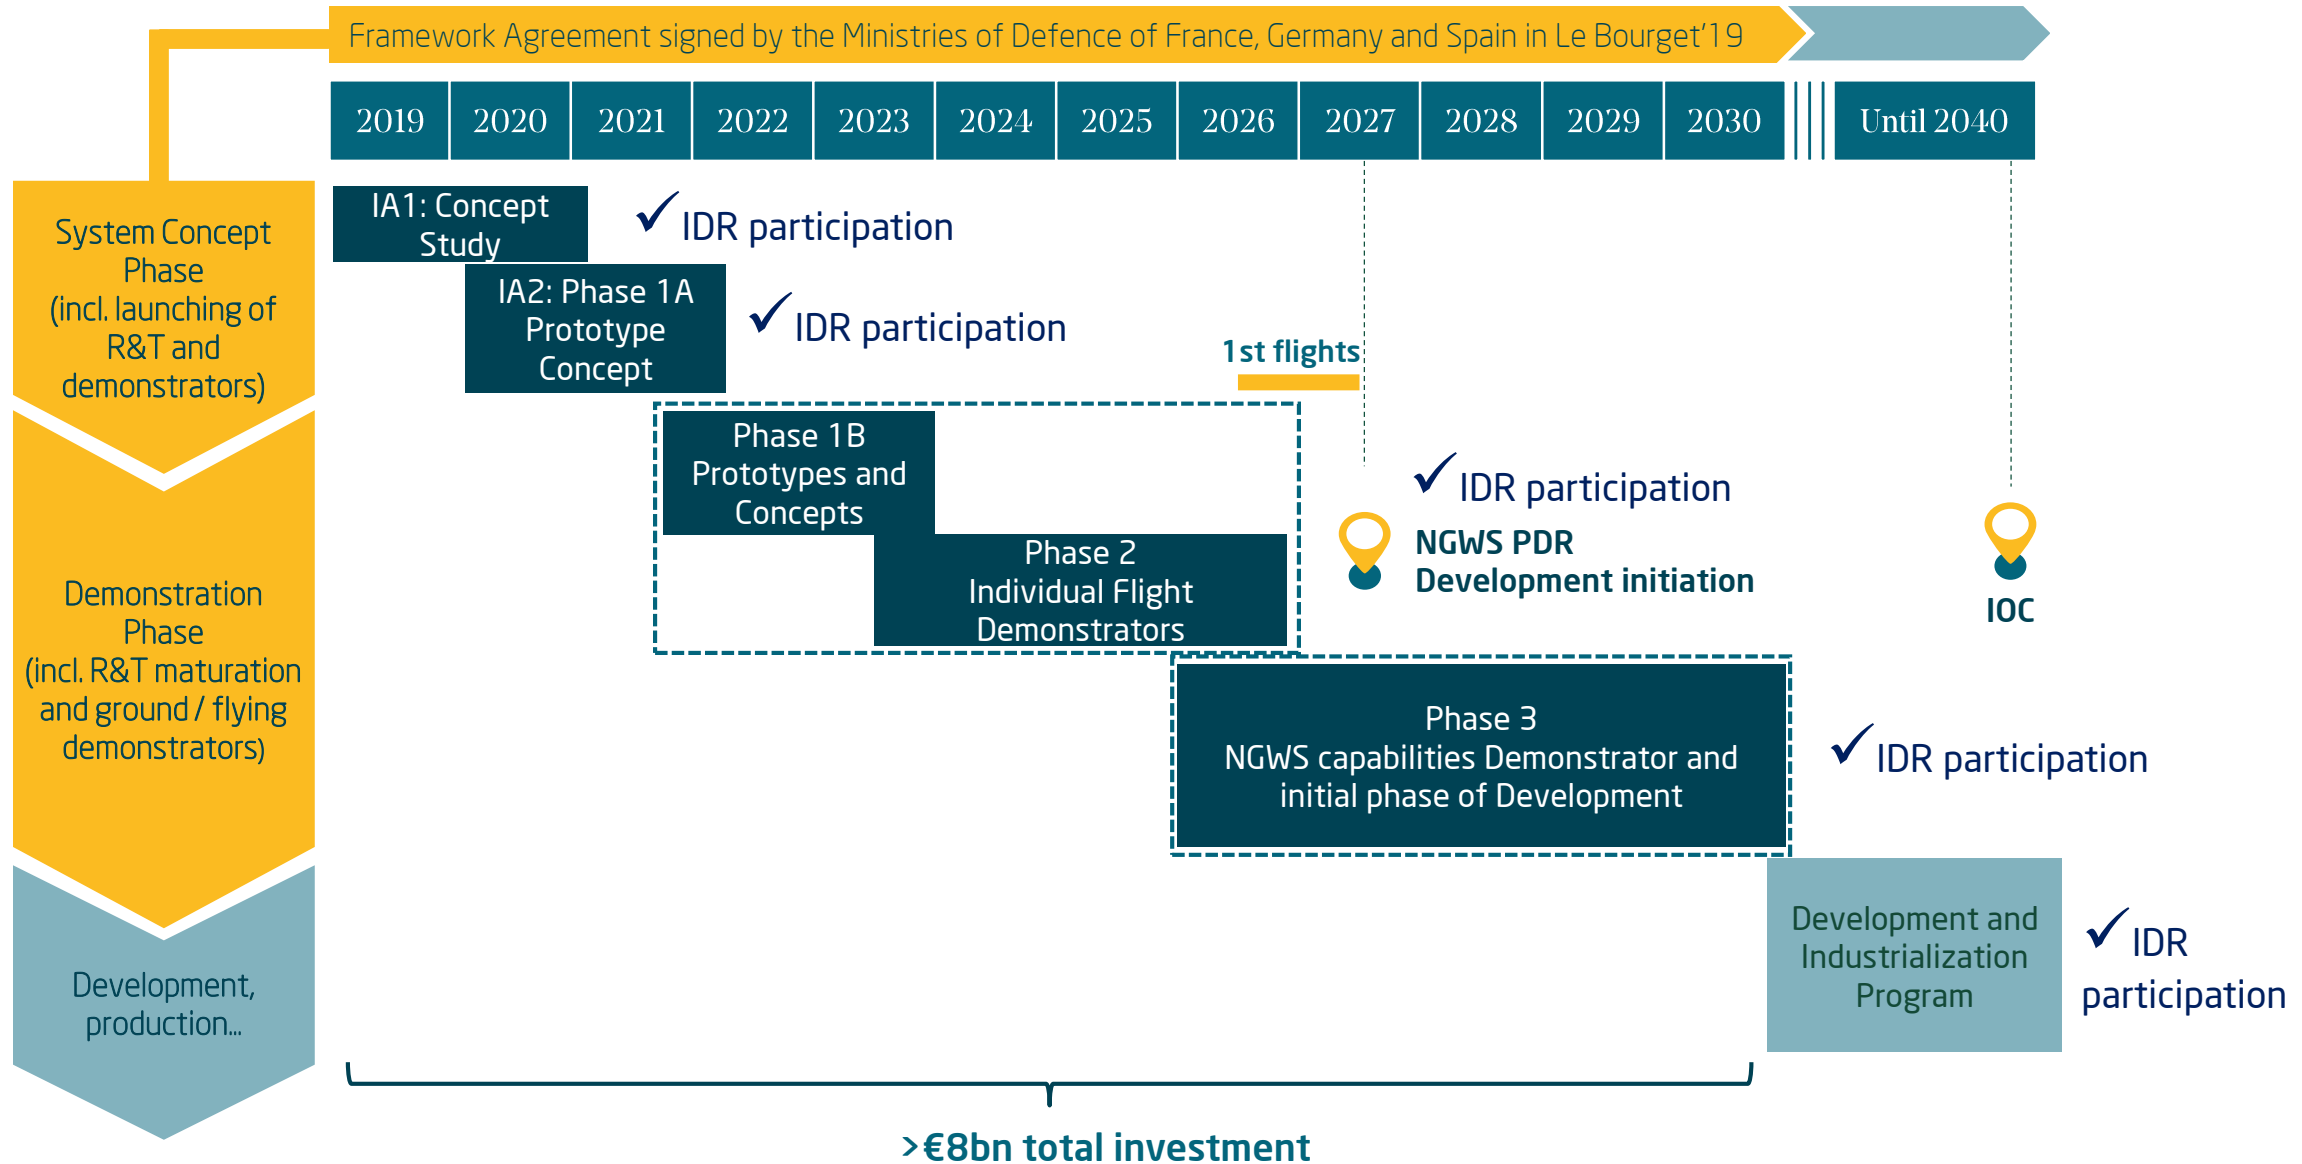 Framework Agreement signed by the Ministries of Defence of France, Germany and Spain in Le Bourget'19
2019
2020
2021
2022
2023
2024
2025
2026
2027
2028
2029
2030
Until 2040
System Concept
Phase
(incl. launching of
R&T and
demonstrators)
IA1: Concept
Study
✓IDR participation
IA2: Phase 1A
Prototype
Concept
✓IDR participation
1st flights
Demonstration
Phase
(incl. R&T maturation
and ground / flying
demonstrators)
Phase 1B
Prototypes and
Concepts
Phase 2
Individual Flight
Demonstrators
✓IDR participation
NGWS PDR
Development initiation
IOC
Phase 3
NGWS capabilities Demonstrator and
initial phase of Development
✓IDR participation
Development,
production...
Development and
Industrialization
Program
✓IDR
participation
>€8bn total investment